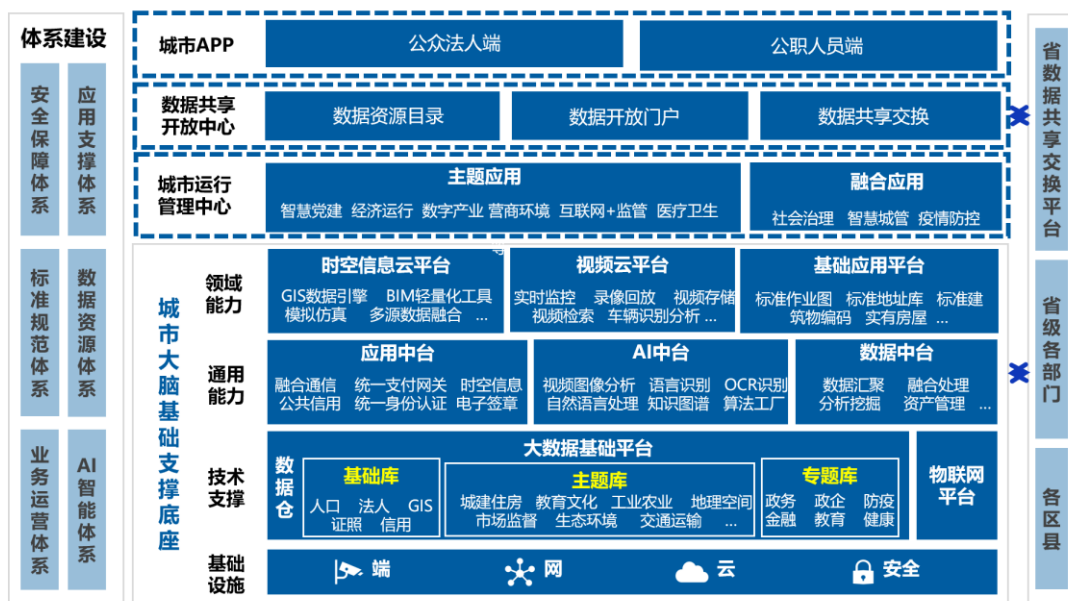 体系建设
安全保障体系
应用支撑体系
标准规范体系
数据资源体系
业务运营体系
AI智能体系
城市APP
公众法人端
公职人员端
数据共享
开放中心
数据资源目录
数据开放门户
数据共享交换
城市运行
管理中心
主题应用
智慧党建 经济运行 数字产业 营商环境 互联网+监管 医疗卫生
融合应用
社会治理 智慧城管 疫情防控
城市大脑基础支撑底座
领域
能力
时空信息云平台
GIS数据引擎 BIM轻量化工具
模拟仿真 多源数据融合 ...
视频云平台
实时监控 录像回放 视频存储
视频检索 车辆识别分析 ...
基础应用平台
标准作业图 标准地址库 标准建
筑物编码 实有房屋 ...
通用
能力
应用中台
融合通信 统一支付网关 时空信息
公共信用 统一身份认证 电子签章
AI中台
视频图像分析 语言识别 OCR识别
自然语言处理 知识图谱 算法工厂
数据中台
数据汇聚 融合处理
分析挖掘 资产管理 ...
技术
支撑
大数据基础平台
数据仓
基础库
人口 法人 GIS
证照 信用
主题库
城建住房 教育文化 工业农业 地理空间
市场监督 生态环境 交通运输 ...
专题库
政务 政企 防疫
金融 教育 健康
物联网
平台
基础
设施
端
网
云
安全
省数据共享交换平台
省级各部门
各区县